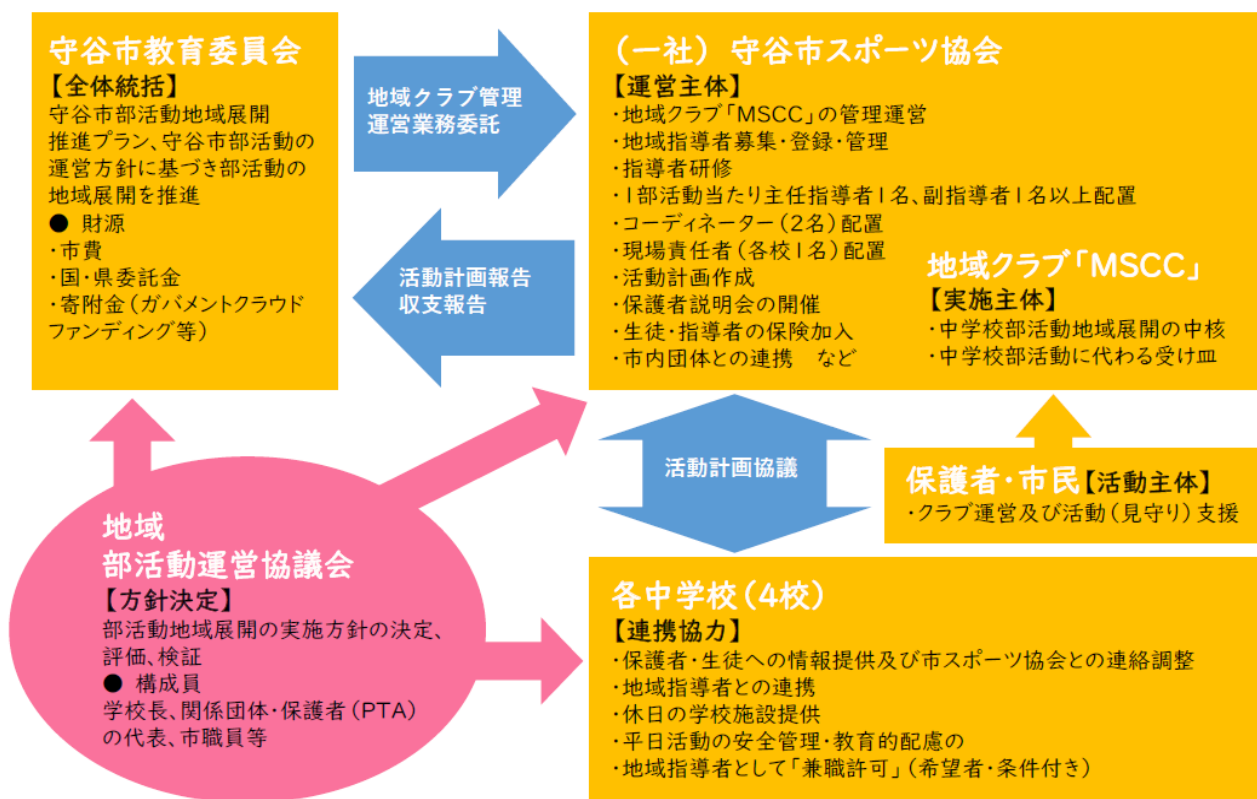 守谷市教育委員会
【全体統括】
守谷市部活動地域展開
推進プラン、守谷市部活動の
運営方針に基づき部活動の
地域展開を推進
● 財源
・市費
・国・県委託金
・寄附金(ガバメントクラウド
ファンディング等)
地域クラブ管理
運営業務委託
活動計画報告
収支報告
(一社) 守谷市スポーツ協会
【運営主体】
・地域クラブ「MSCC」の管理運営
・地域指導者募集・登録・管理
・指導者研修
・1部活動当たり主任指導者1名、副指導者1名以上配置
・コーディネーター(2名)配置
・現場責任者(各校1名)配置
・活動計画作成
・保護者説明会の開催
・生徒・指導者の保険加入
・市内団体との連携 など
地域クラブ「MSCC」
【実施主体】
・中学校部活動地域展開の中核
・中学校部活動に代わる受け皿
活動計画協議
保護者・市民【活動主体】
・クラブ運営及び活動(見守り)支援
地域
部活動運営協議会
【方針決定】
部活動地域展開の実施方針の決定、
評価、検証
● 構成員
学校長、関係団体・保護者(PTA)
の代表、市職員等
各中学校(4校)
【連携協力】
・保護者・生徒への情報提供及び市スポーツ協会との連絡調整
・地域指導者との連携
・休日の学校施設提供
・平日活動の安全管理・教育的配慮の
・地域指導者として「兼職許可」(希望者・条件付き)